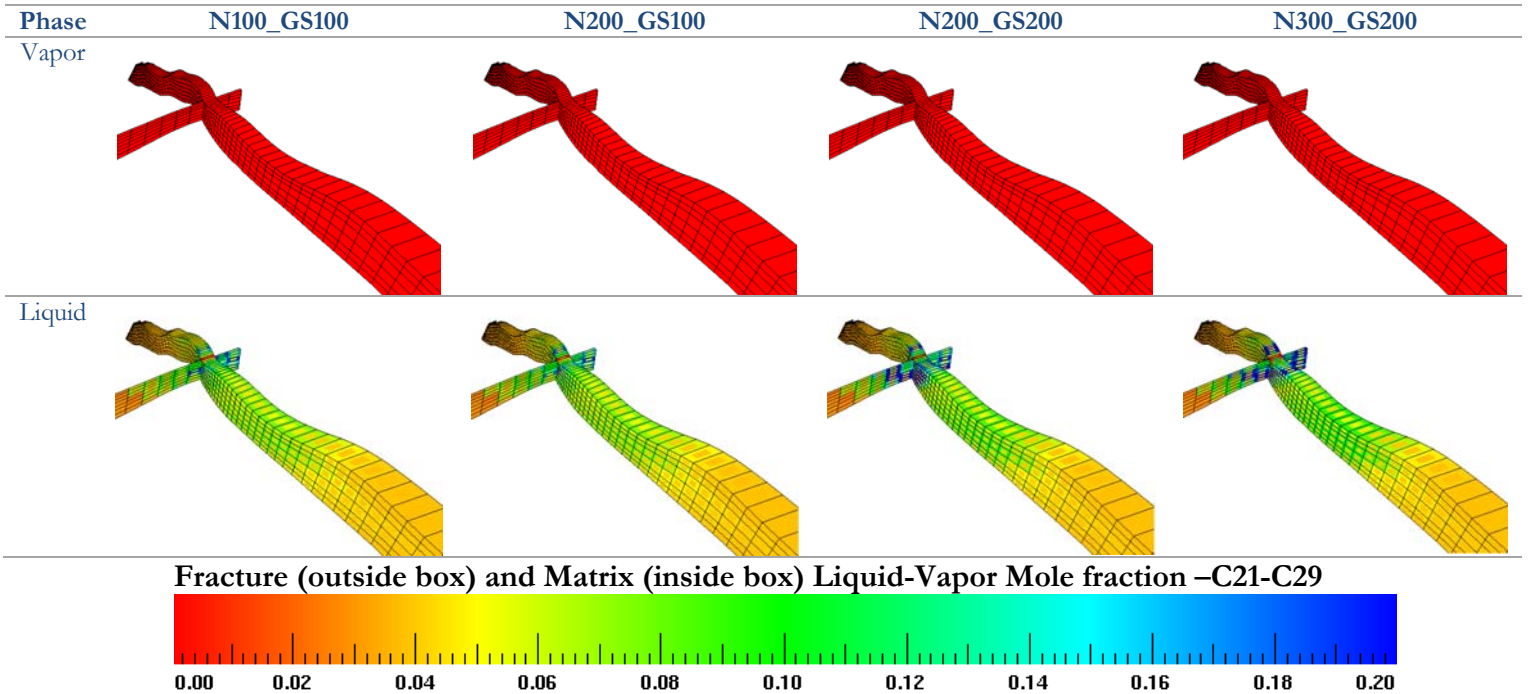 Phase N100_GS100 N200_GS100 N200_GS200 N300_GS200
Vapor
Liquid
Fracture (outside box) and Matrix (inside box) Liquid-Vapor Mole fraction –C21-C29
0.00 0.02 0.04 0.06 0.08 0.10 0.12 0.14 0.16 0.18 0.20